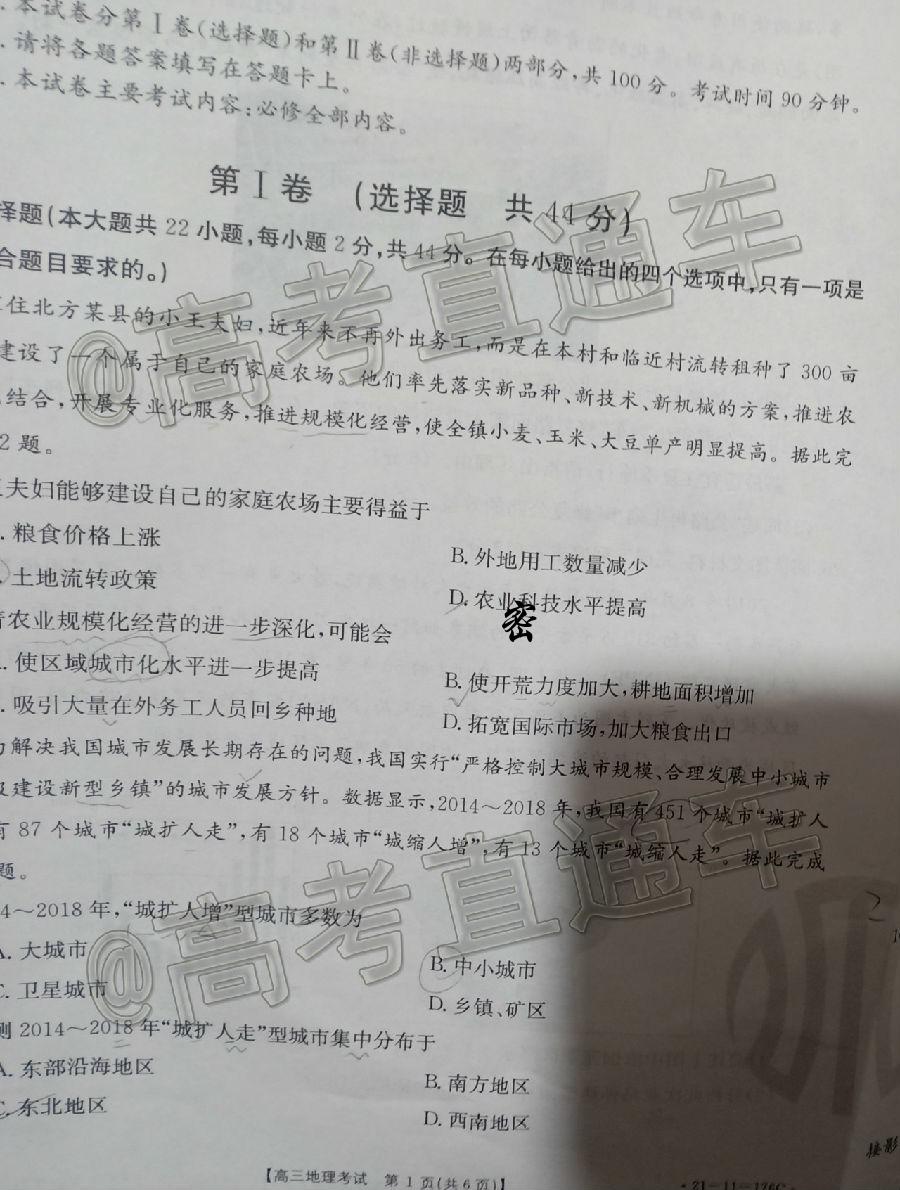 .本试卷分第Ⅰ卷(选择题)和第Ⅱ卷(非选择题)两部分,共100分。考试时间90分钟。
.请将各题答案填写在答题卡上。
.本试卷主要考试内容:必修全部内容。
第Ⅰ卷 (选择题 共44分)
择题(本大题共22小题,每小题2分,共44分。在每小题给出的四个选项中,只有一项是
合题目要求的。)
住北方某县的小王夫妇,近年来不再外出务工,而是在本村和临近村流转租种了300亩
建设了一个属于自己的家庭农场。他们率先落实新品种、新技术、新机械的方案,推进农
结合,开展专业化服务,推进规模化经营,使全镇小麦、玉米、大豆单产明显提高。据此完
2题。
夫妇能够建设自己的家庭农场主要得益于
.粮食价格上涨
B.外地用工数量减少
.土地流转政策
D.农业科技水平提高
密
农业规模化经营的进一步深化,可能会
.使区域城市化水平进一步提高
B.使开荒力度加大,耕地面积增加
.吸引大量在外务工人员回乡种地
D.拓宽国际市场,加大粮食出口
解决我国城市发展长期存在的问题,我国实行“严格控制大城市规模、合理发展中小城市
建设新型乡镇”的城市发展方针。数据显示,2014~2018年,我国有451个城市“城扩人
有87个城市“城扩人走”,有18个城市“城缩人增”,有13个城市“城缩人走”。据此完成
题。
4~2018年,“城扩人增”型城市多数为
A.大城市
B.中小城市
C.卫星城市
D.乡镇、矿区
测2014~2018年“城扩人走”型城市集中分布于
A.东部沿海地区
B.南方地区
C.东北地区
D.西南地区
接影
【高三地理考试 第1页(共6页)】
·21-11-126C·
@高考直通车
@高考直通车